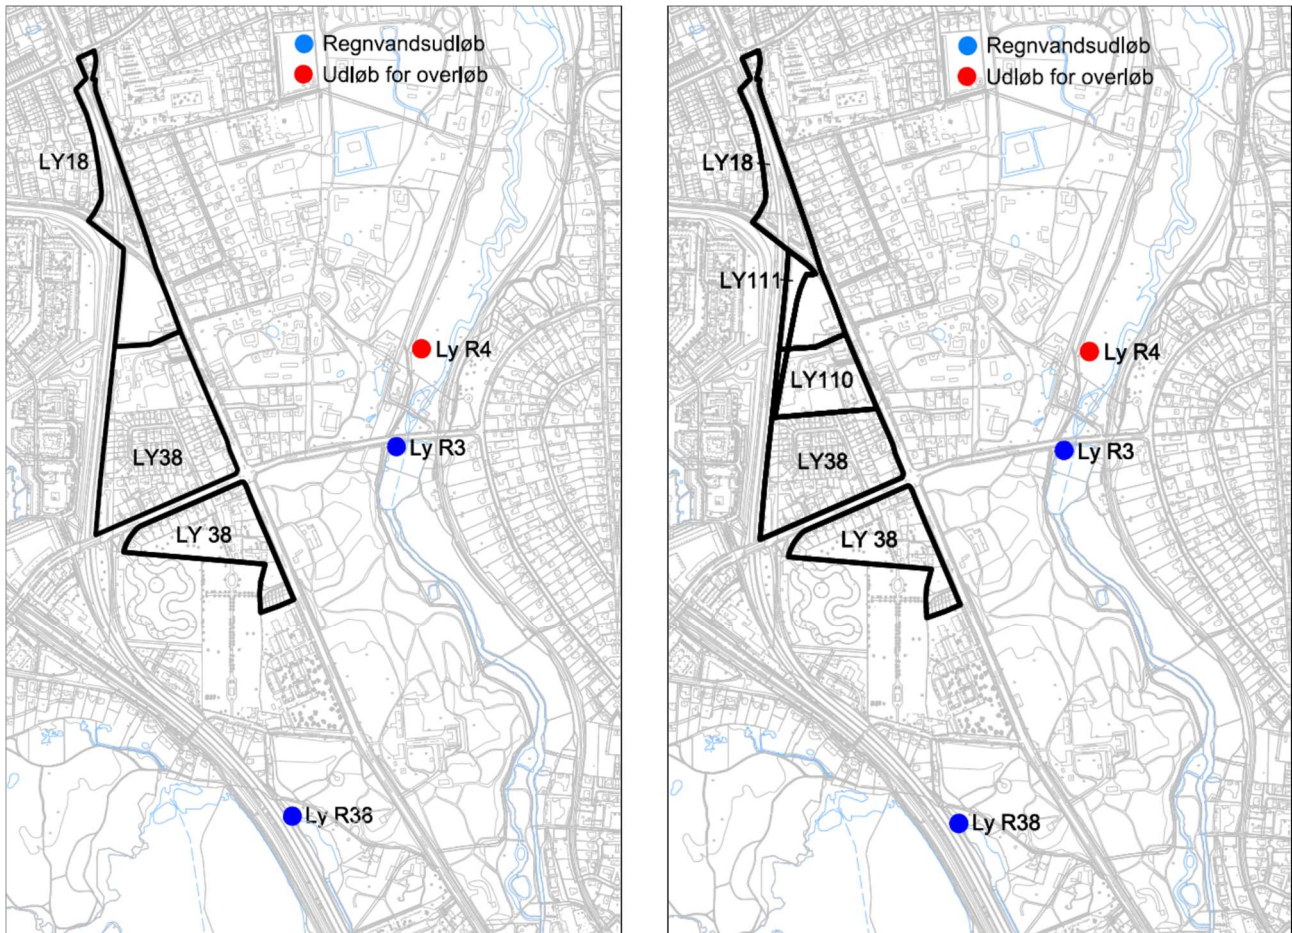 Regnvandsudløb
Udløb for overløb
LY18
Ly R4
Ly R3
LY38
LY 38
Ly R38
Regnvandsudløb
Udløb for overløb
LY18
LY111
Ly R4
LY110
Ly R3
LY38
LY 38
Ly R38